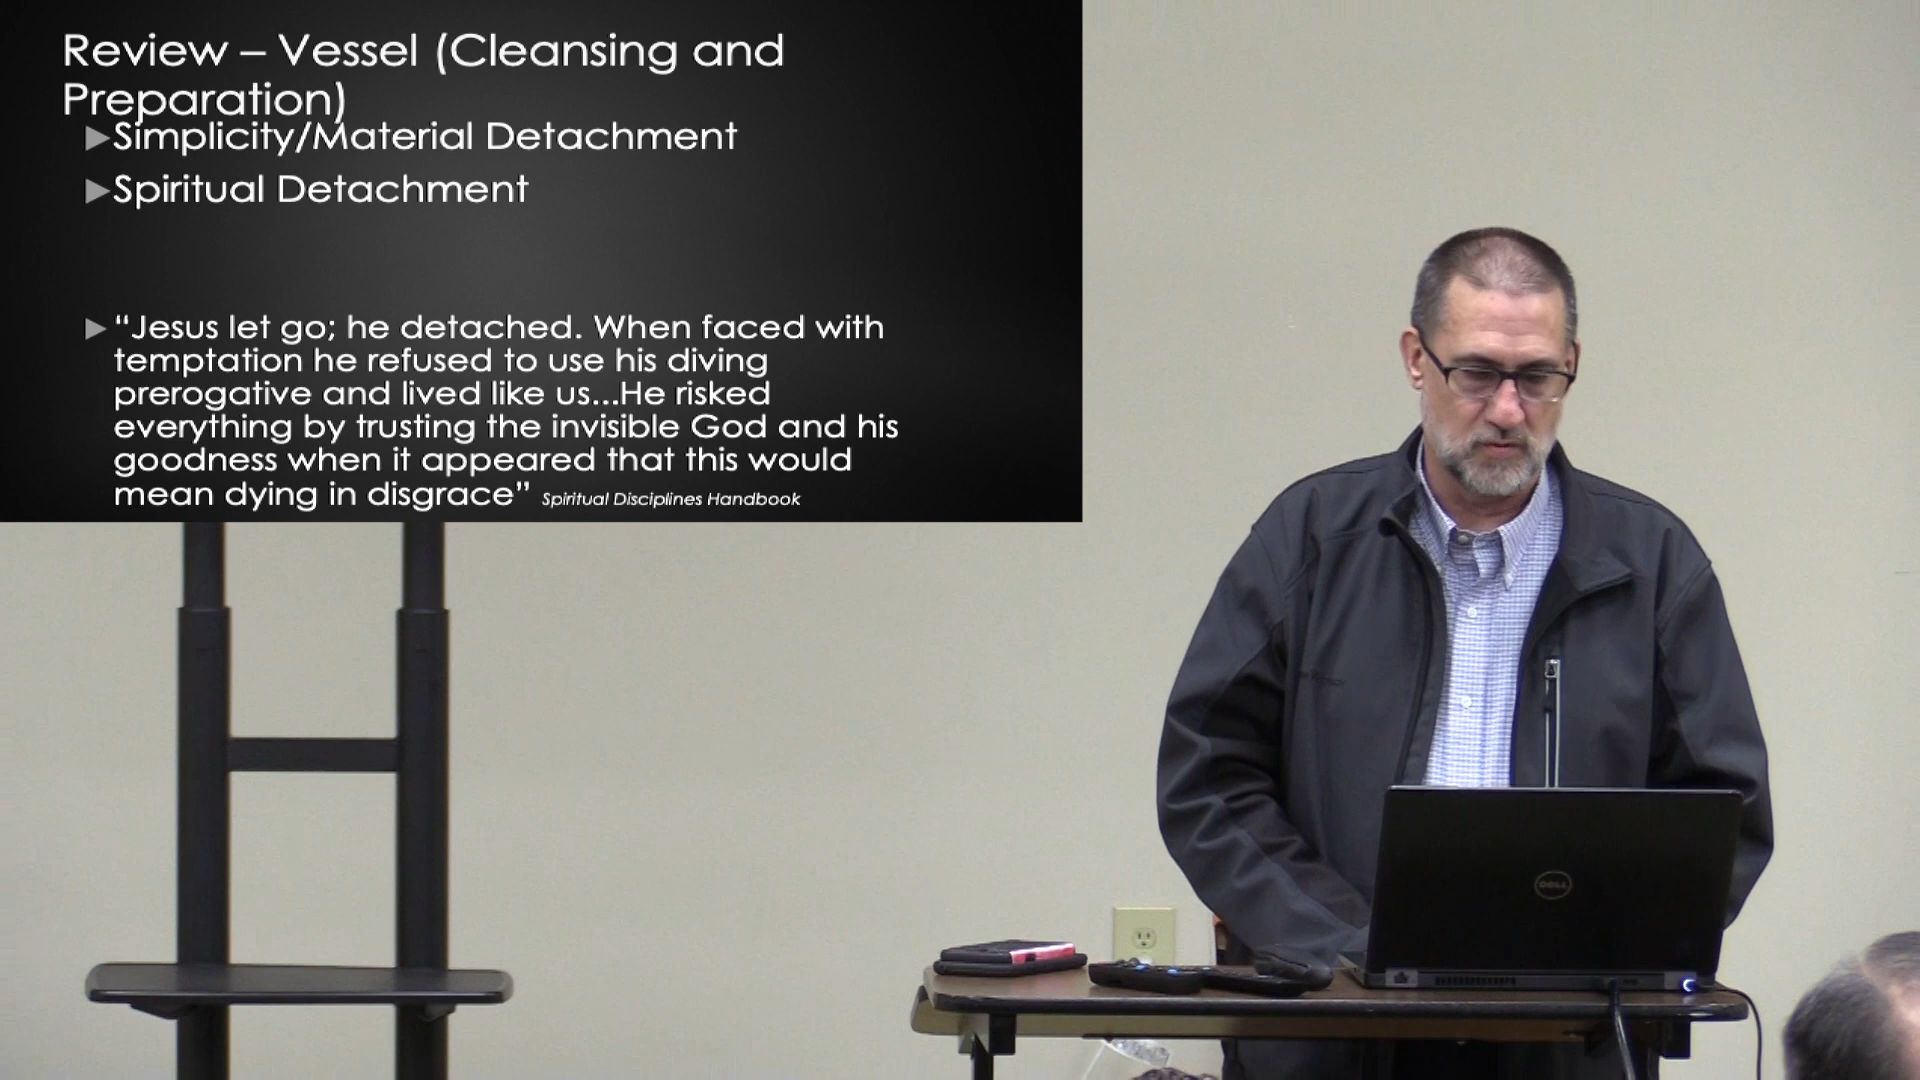 Review – Vessel (Cleansing and
Preparation)
▶Simplicity/Material Detachment
▶Spiritual Detachment
▶“Jesus let go; he detached. When faced with
temptation he refused to use his diving
prerogative and lived like us...He risked
everything by trusting the invisible God and his
goodness when it appeared that this would
mean dying in disgrace” Spiritual Disciplines Handbook
DELL